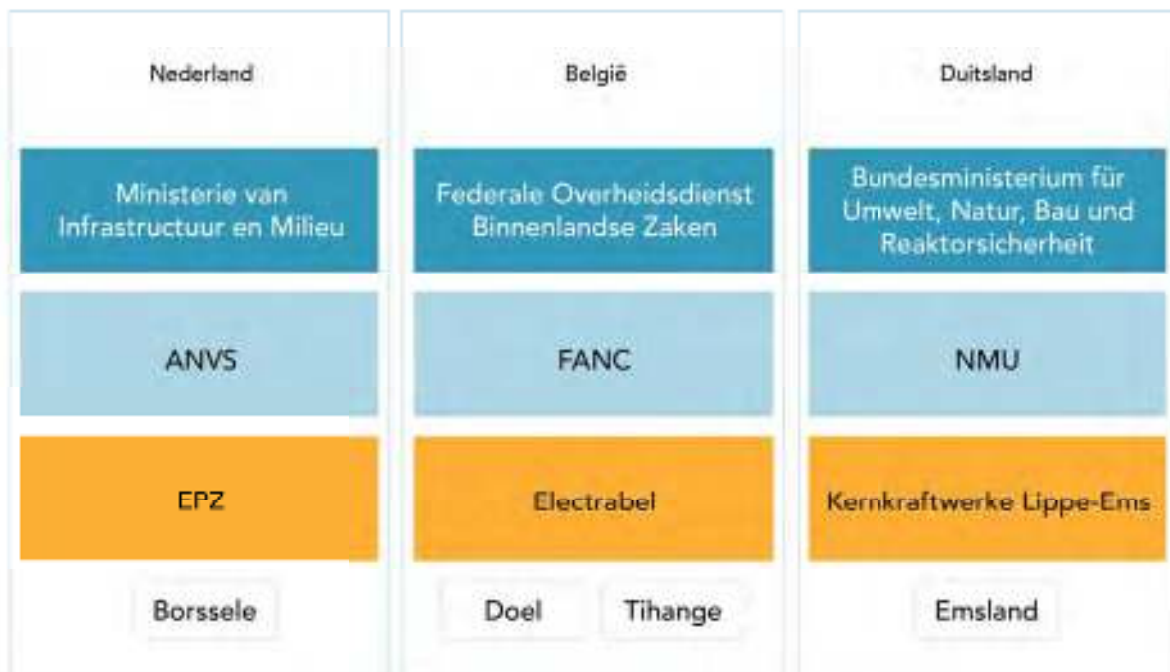 Nederland
België
Duitsland
Ministerie van
Infrastructuur en Milieu
Federale Overheidsdienst
Binnenlandse Zaken
Bundesministerium für
Umwelt, Natur, Bau und
Reaktorsicherheit
ANVS
FANC
NMU
EPZ
Electrabel
Kernkraftwerke Lippe-Ems
Borssele
Doel
Tihange
Emsland